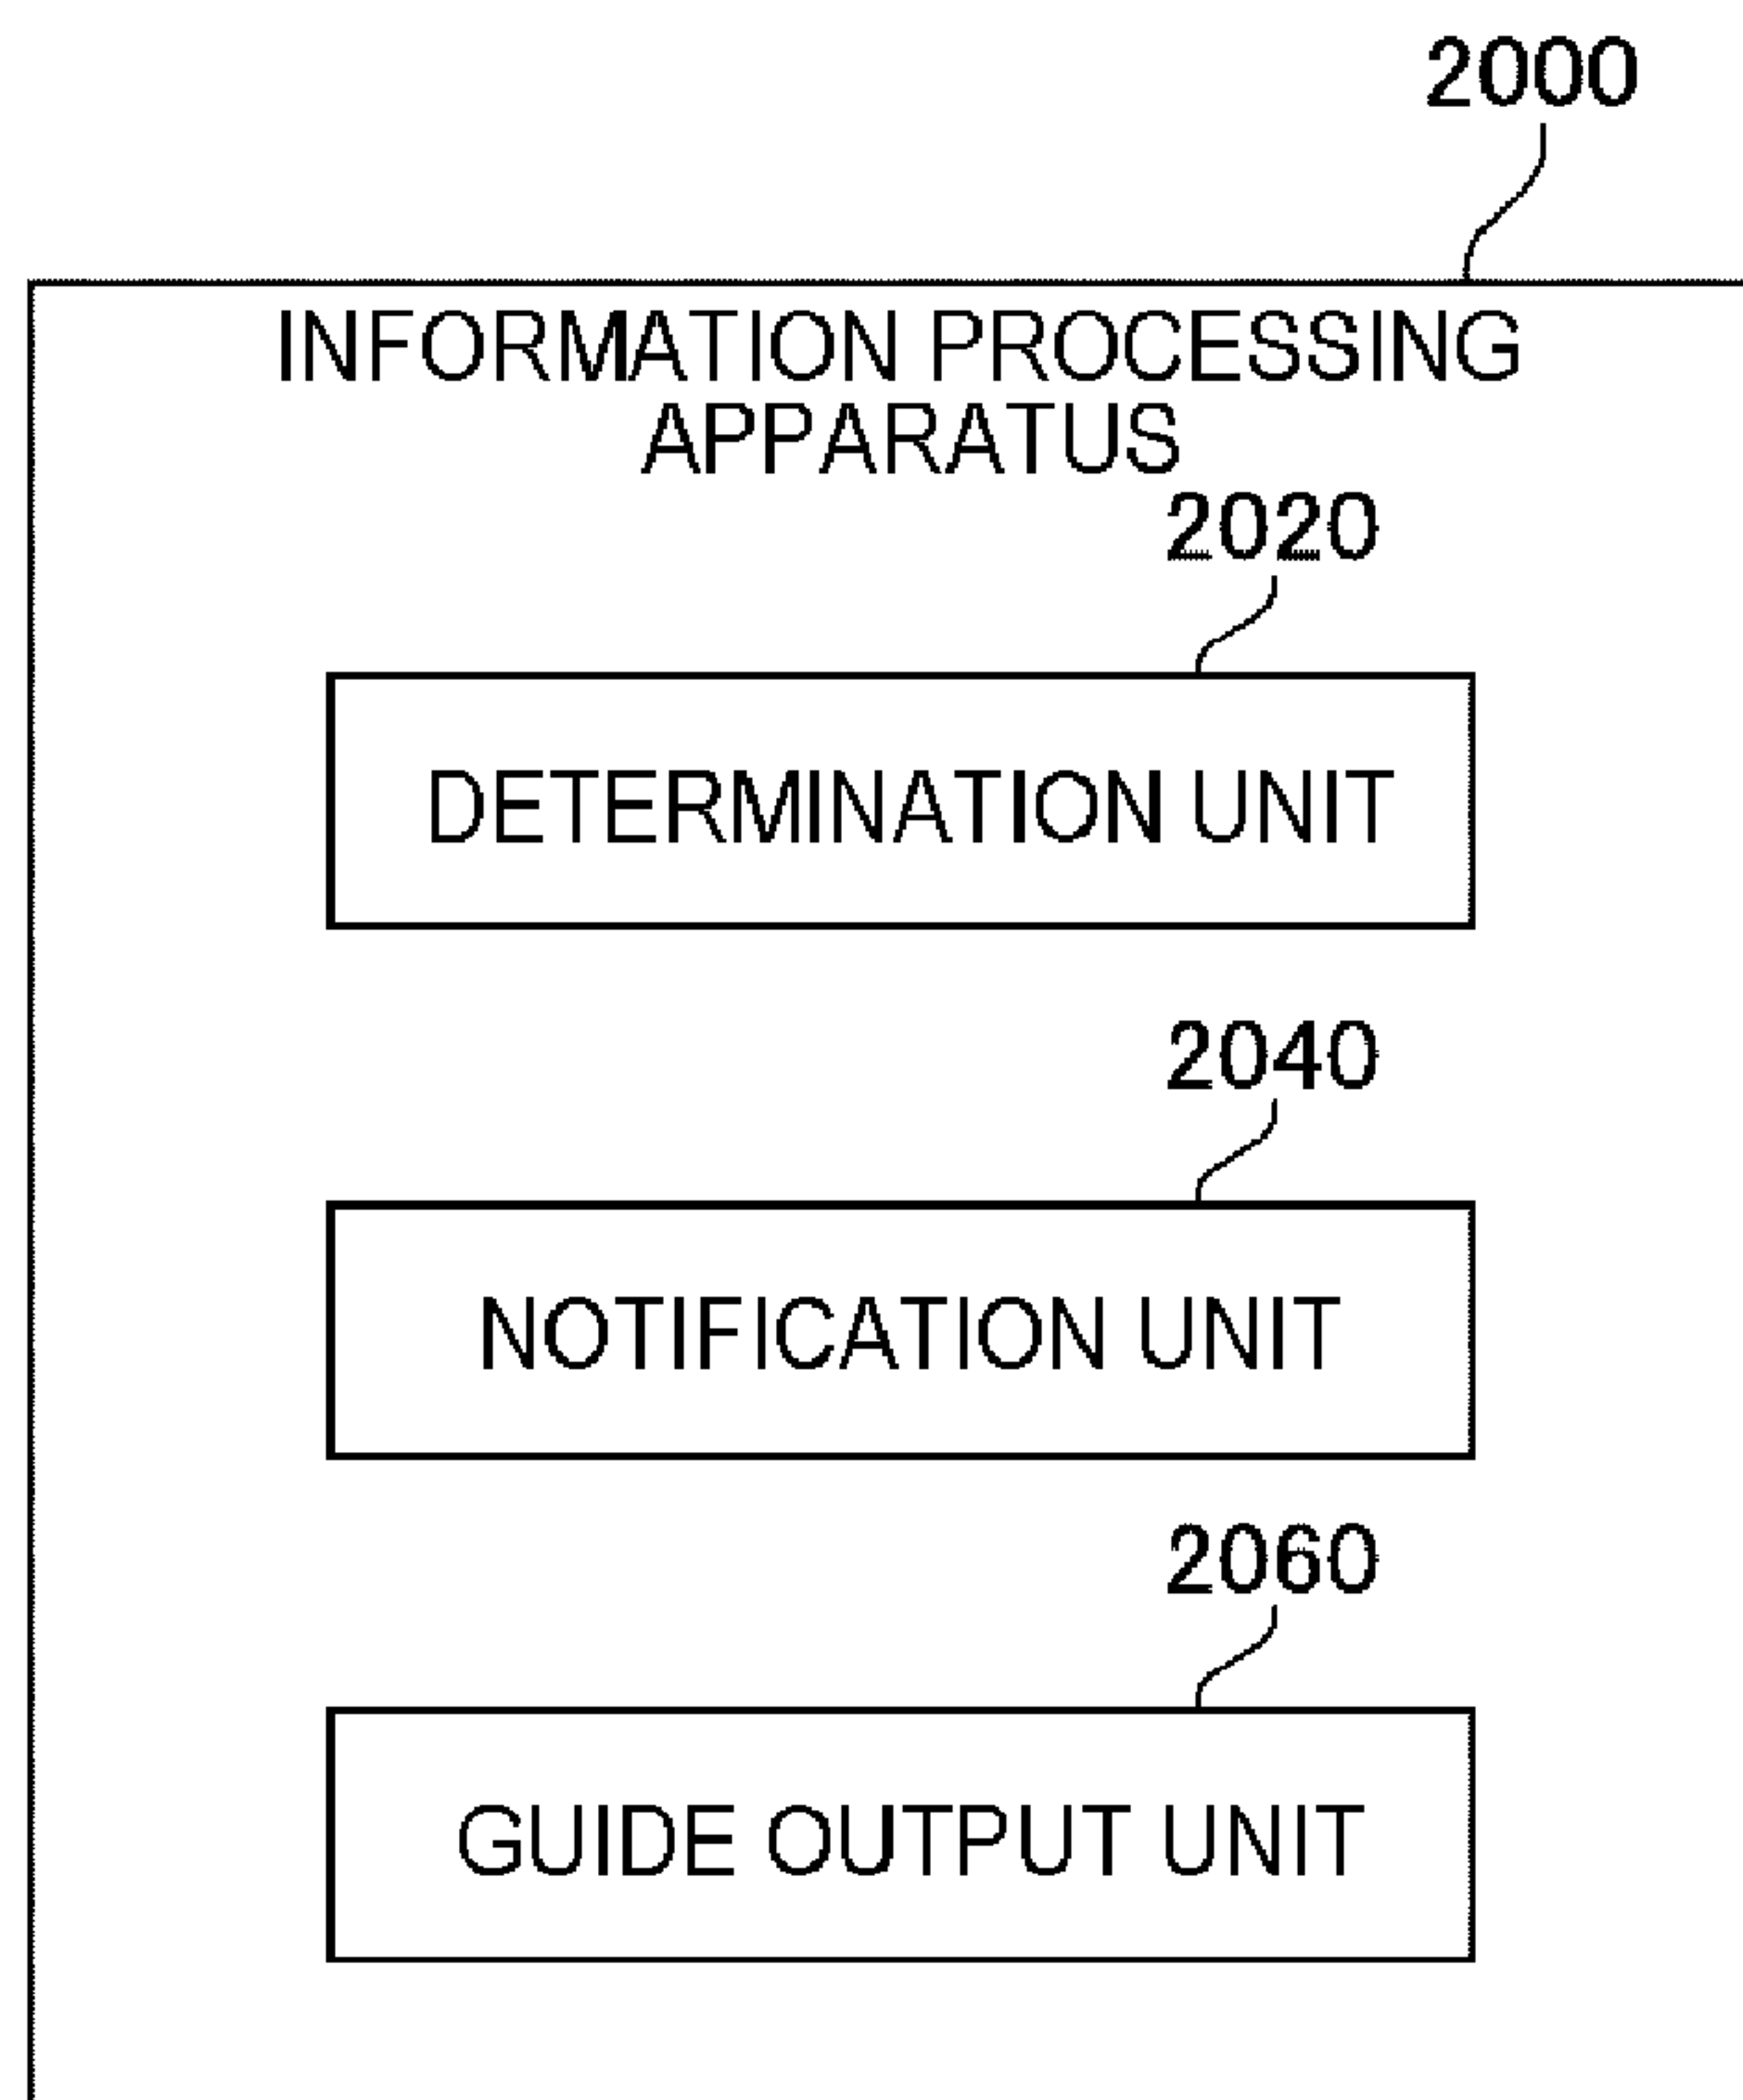 2000
INFORMATION PROCESSING
APPARATUS
2020
DETERMINATION UNIT
2040
NOTIFICATION UNIT
2060
GUIDE OUTPUT UNIT